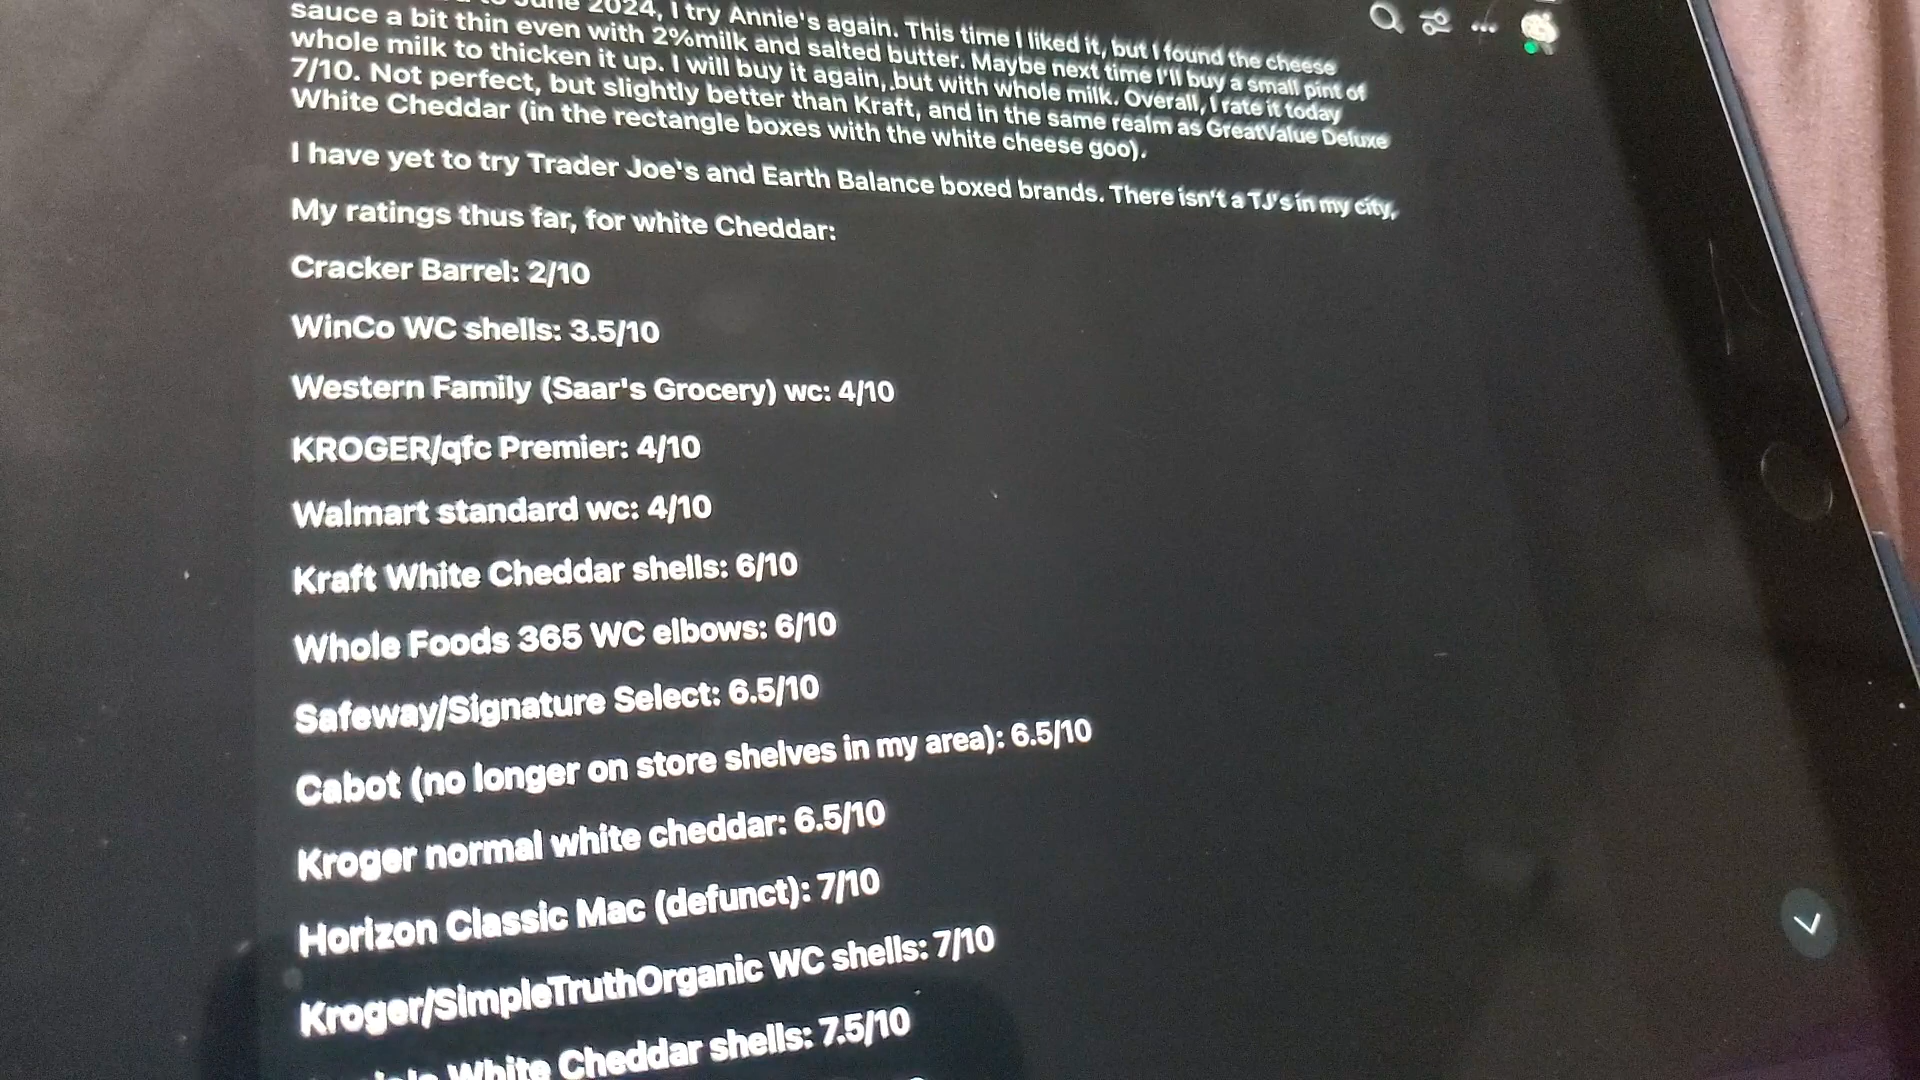 June 2024, I try Annie's again. This time I liked it, but I found the cheese
sauce a bit thin even with 2%milk and salted butter. Maybe next time I'll buy a small pint of
whole milk to thicken it up. I will buy it again,.but with whole milk. Overall, I rate it today
7/10. Not perfect, but slightly better than Kraft, and in the same realm as GreatValue Deluxe
White Cheddar (in the rectangle boxes with the white cheese goo).
I have yet to try Trader Joe's and Earth Balance boxed brands. There isn't a TJ's in my city,
My ratings thus far, for white Cheddar:
Cracker Barrel: 2/10
WinCo WC shells: 3.5/10
Western Family (Saar's Grocery) wc: 4/10
KROGER/qfc Premier: 4/10
Walmart standard wc: 4/10
Kraft White Cheddar shells: 6/10
Whole Foods 365 WC elbows: 6/10
Safeway/Signature Select: 6.5/10
Cabot (no longer on store shelves in my area): 6.5/10
Kroger normal white cheddar: 6.5/10
Horizon Classic Mac (defunct): 7/10
Kroger/SimpleTruthOrganic WC shells: 7/10
White Cheddar shells: 7.5/10